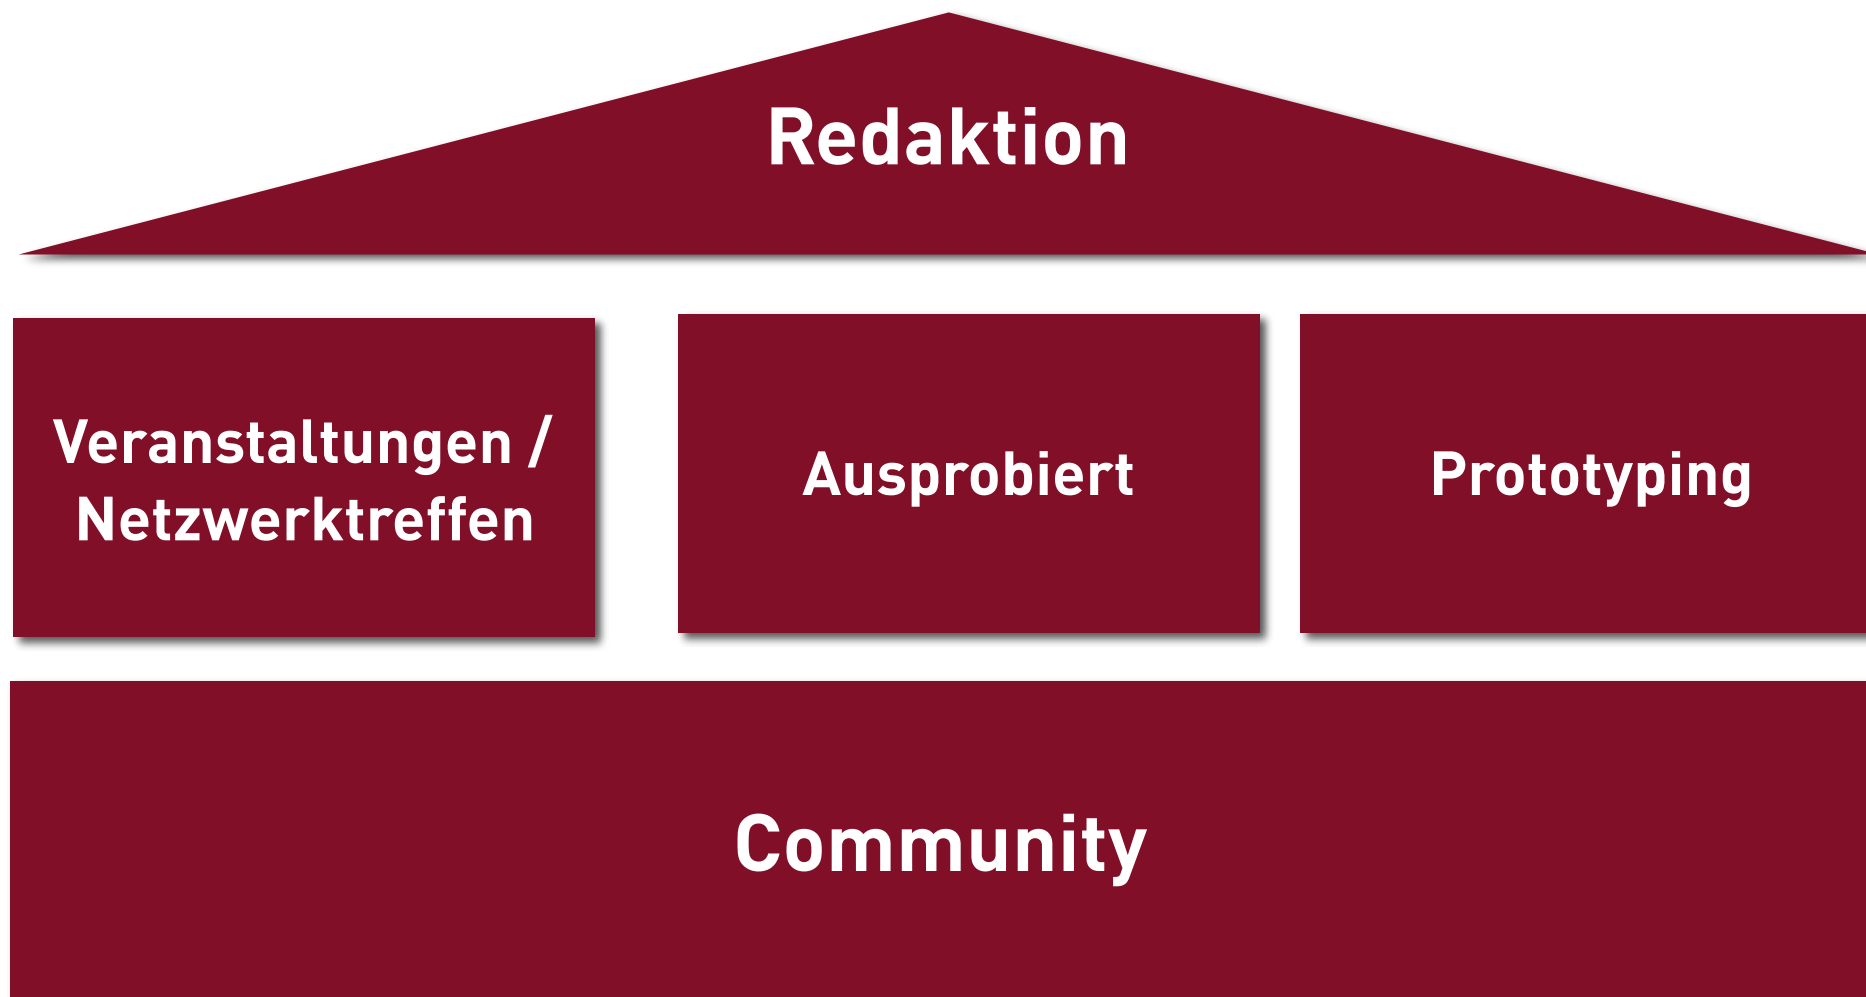 Redaktion
Veranstaltungen /
Netzwerktreffen
Ausprobiert
Prototyping
Community